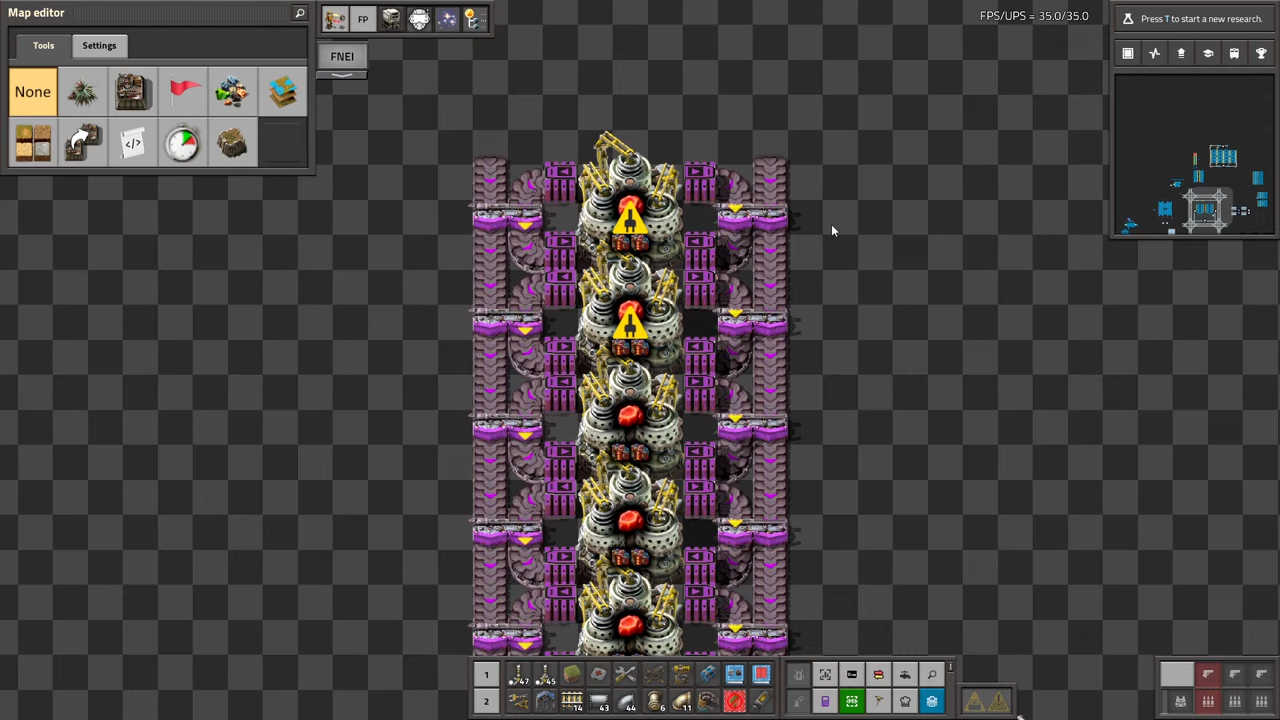 Map editor
FP
FPS/UPS = 35.0/35.0
Press T to start a new research.
Tools
Settings
FNEI
None
</>
1
47
45
2
14
43
44
6
11